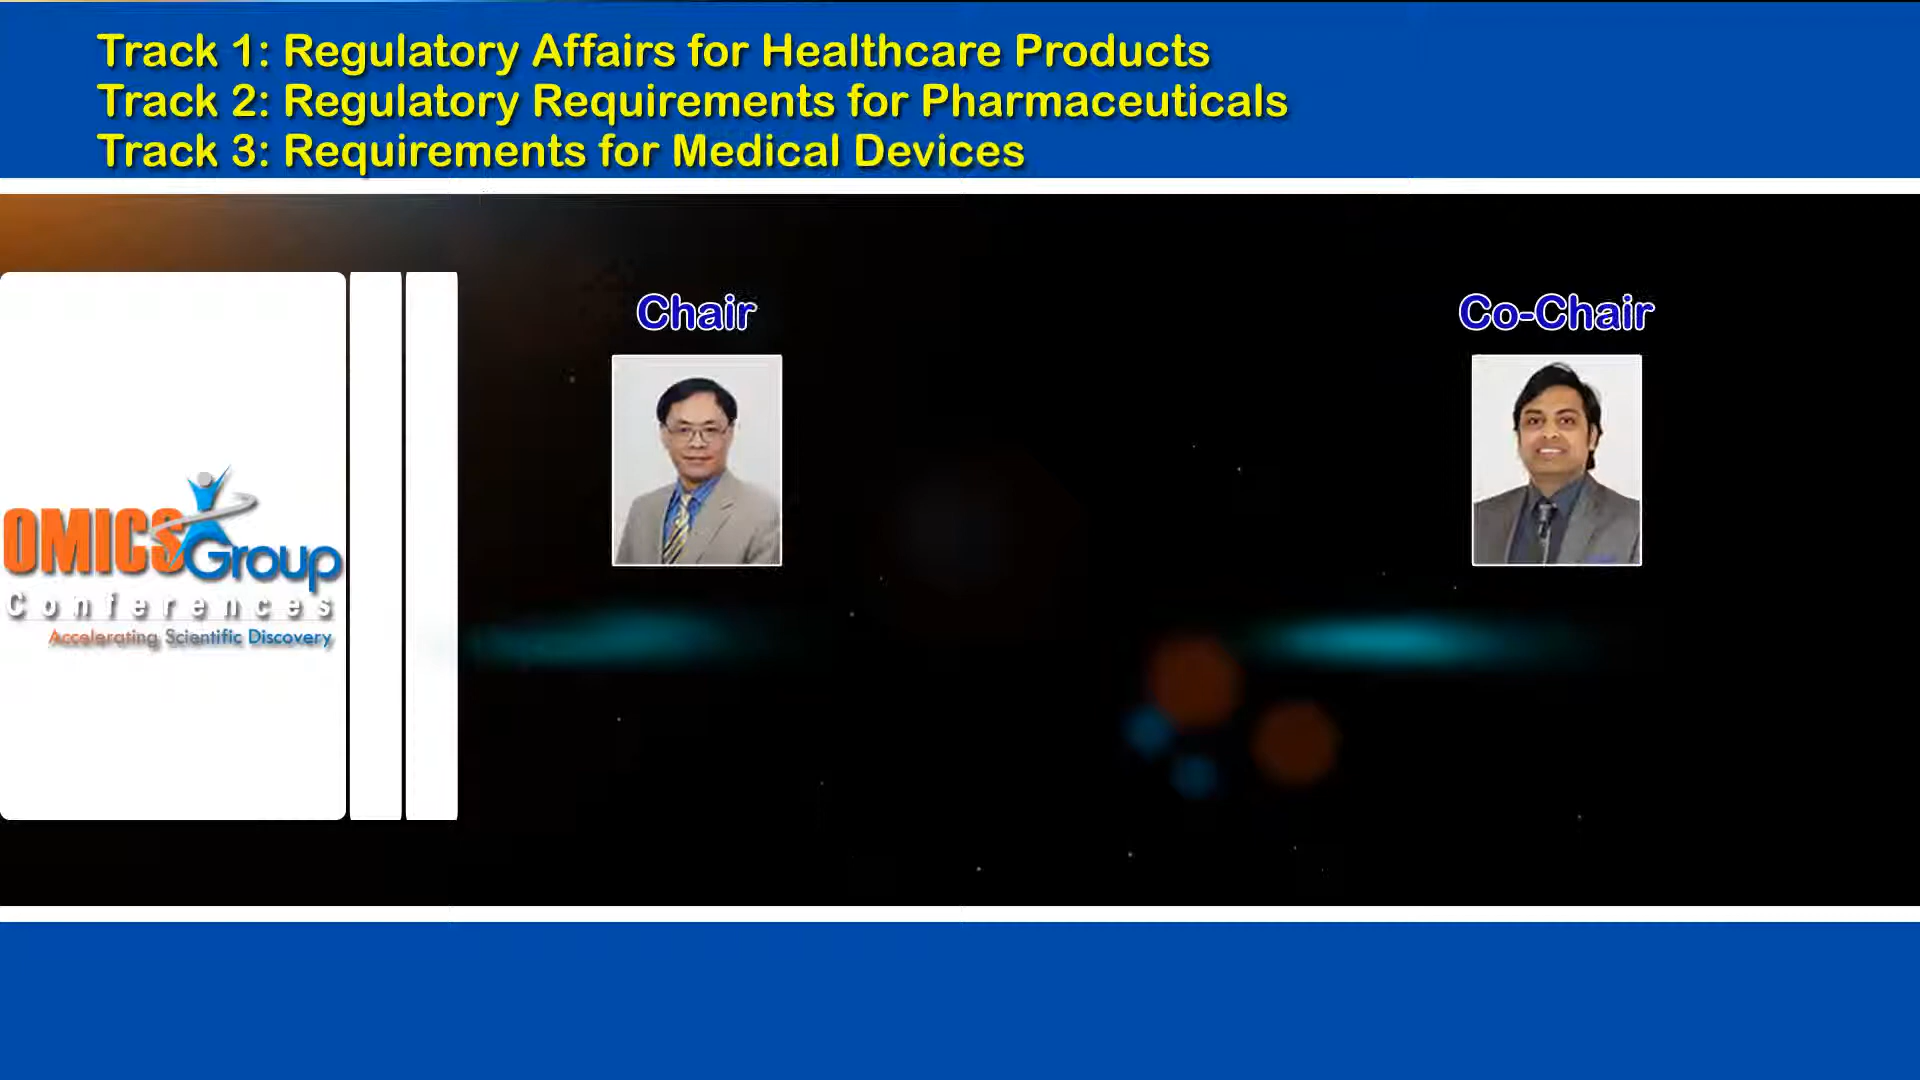 Track 1: Regulatory Affairs for Healthcare Products
Track 2: Regulatory Requirements for Pharmaceuticals
Track 3: Requirements for Medical Devices
Chair
Co-Chair
OMICS Group
Conferences
Accelerating Scientific Discovery